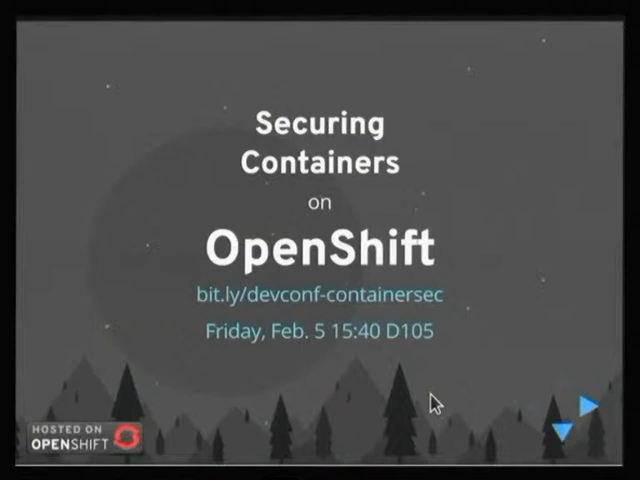 Securing
Containers
on
OpenShift
bit.ly/devconf-containersec
Friday, Feb. 5 15:40 D105
HOSTED ON
OPENSHIFT